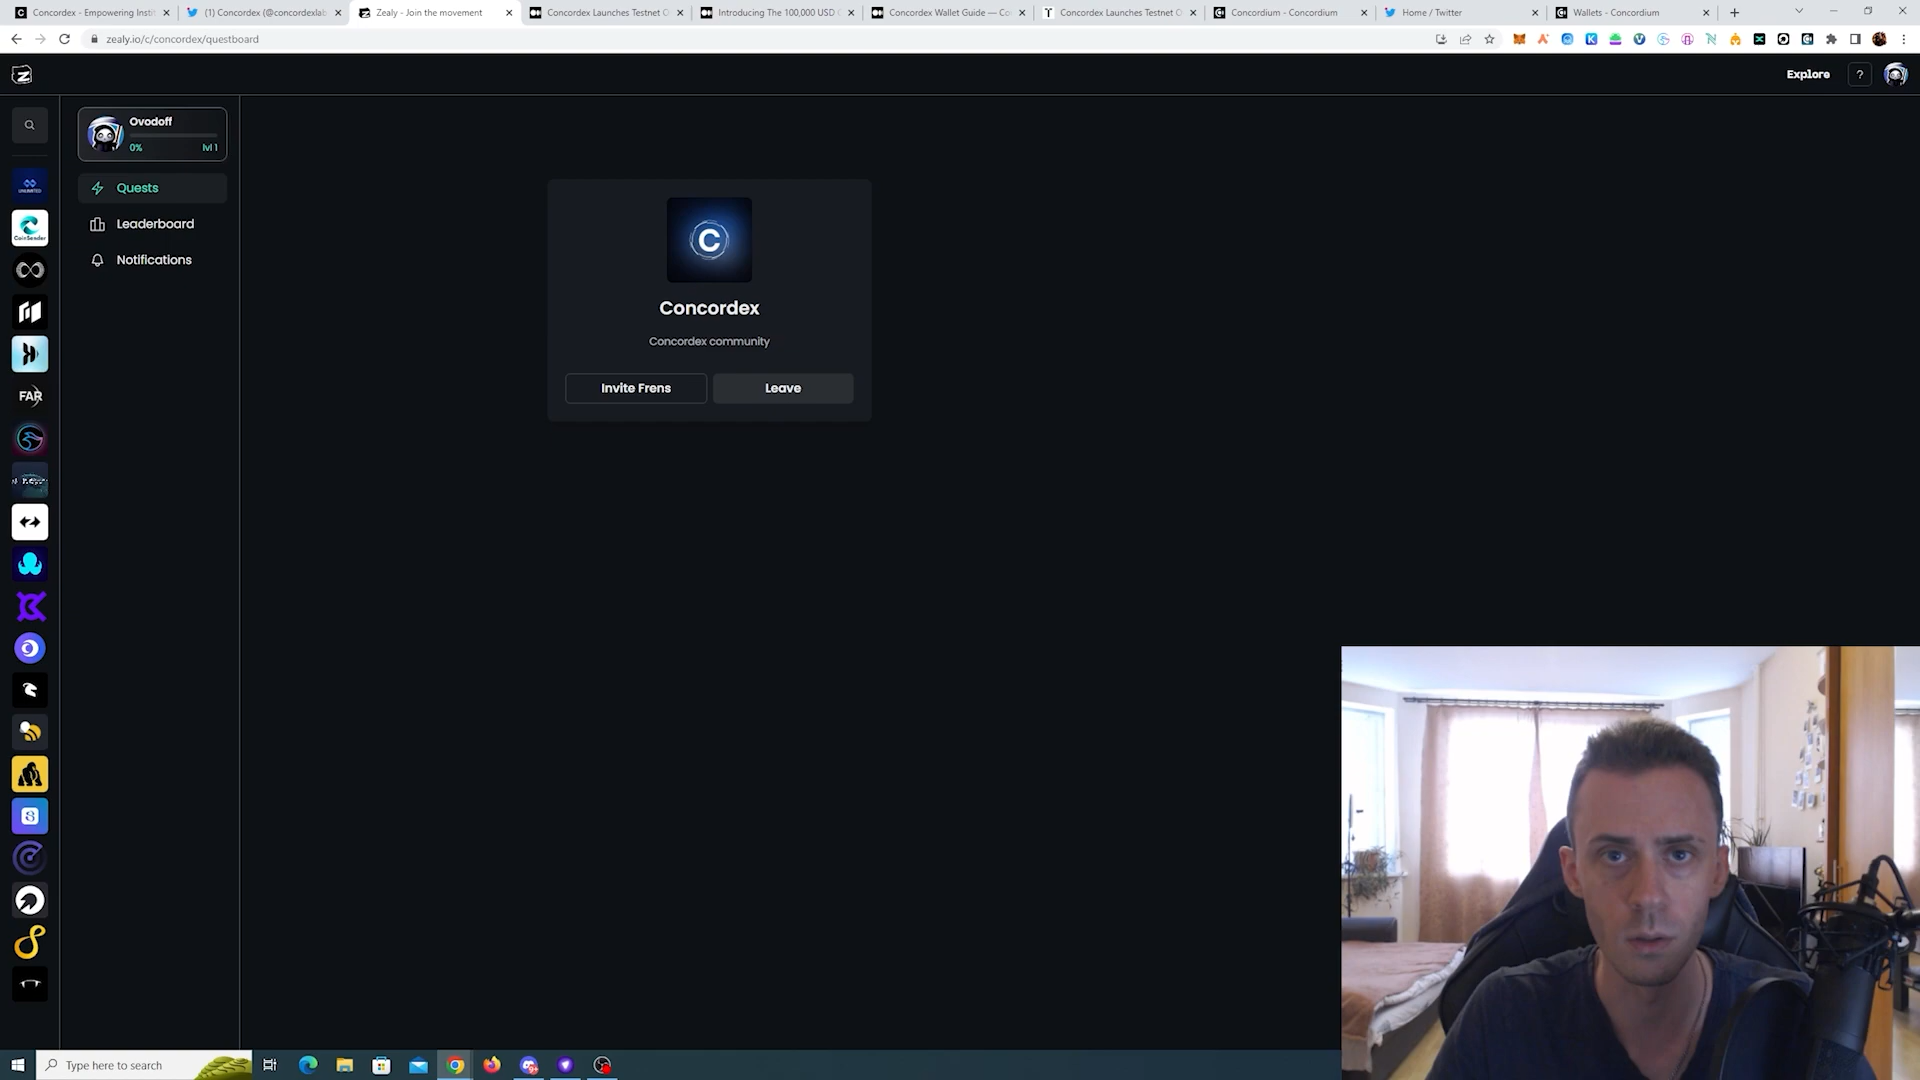 Concordex - Empowering Insti
(1) Concordex (@concordexlab
Zealy - Join the movement
Concordex Launches Testnet C
Introducing The 100,000 USD C
Concordex Wallet Guide — Co
Concordex Launches Testnet C
Concordium - Concordium
Home / Twitter
Wallets - Concordium
zealy.io/c/concordex/questboard
Explore
?
Ovodoff
0%
lvl 1
Quests
Leaderboard
Notifications
UNLIMITED
CoinSender
FAR
C
Concordex
Concordex community
Invite Frens
Leave
Type here to search